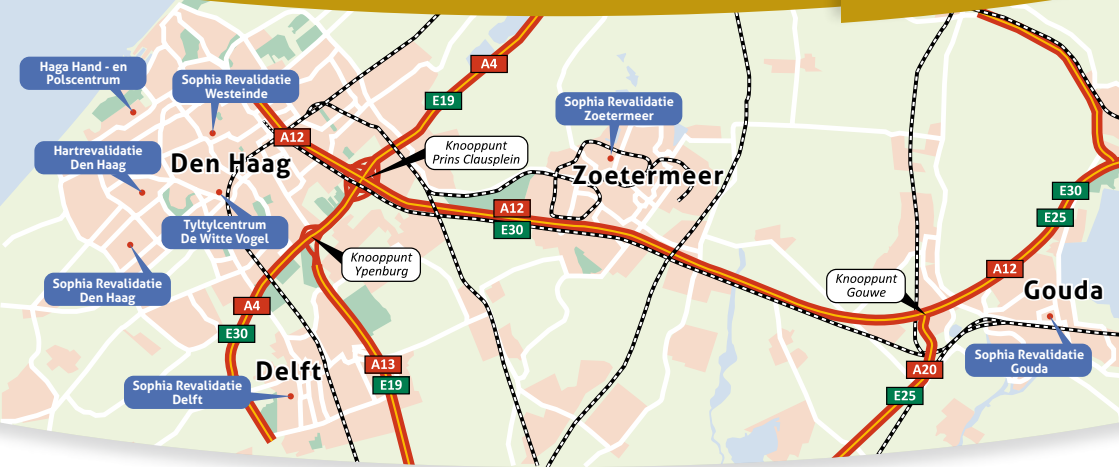 Haga Hand - en
Polscentrum
Sophia Revalidatie
Westeinde
A4
E19
Sophia Revalidatie
Zoetermeer
A12
Knooppunt
Prins Clausplein
Hartrevalidatie
Den Haag
Den Haag
Zoetermeer
E30
E25
A12
E30
Tyltylcentrum
De Witte Vogel
Knooppunt
Ypenburg
A12
Sophia Revalidatie
Den Haag
Knooppunt
Gouwe
Gouda
A4
E30
Sophia Revalidatie
Gouda
A13
E19
Delft
A20
E25
Sophia Revalidatie
Delft